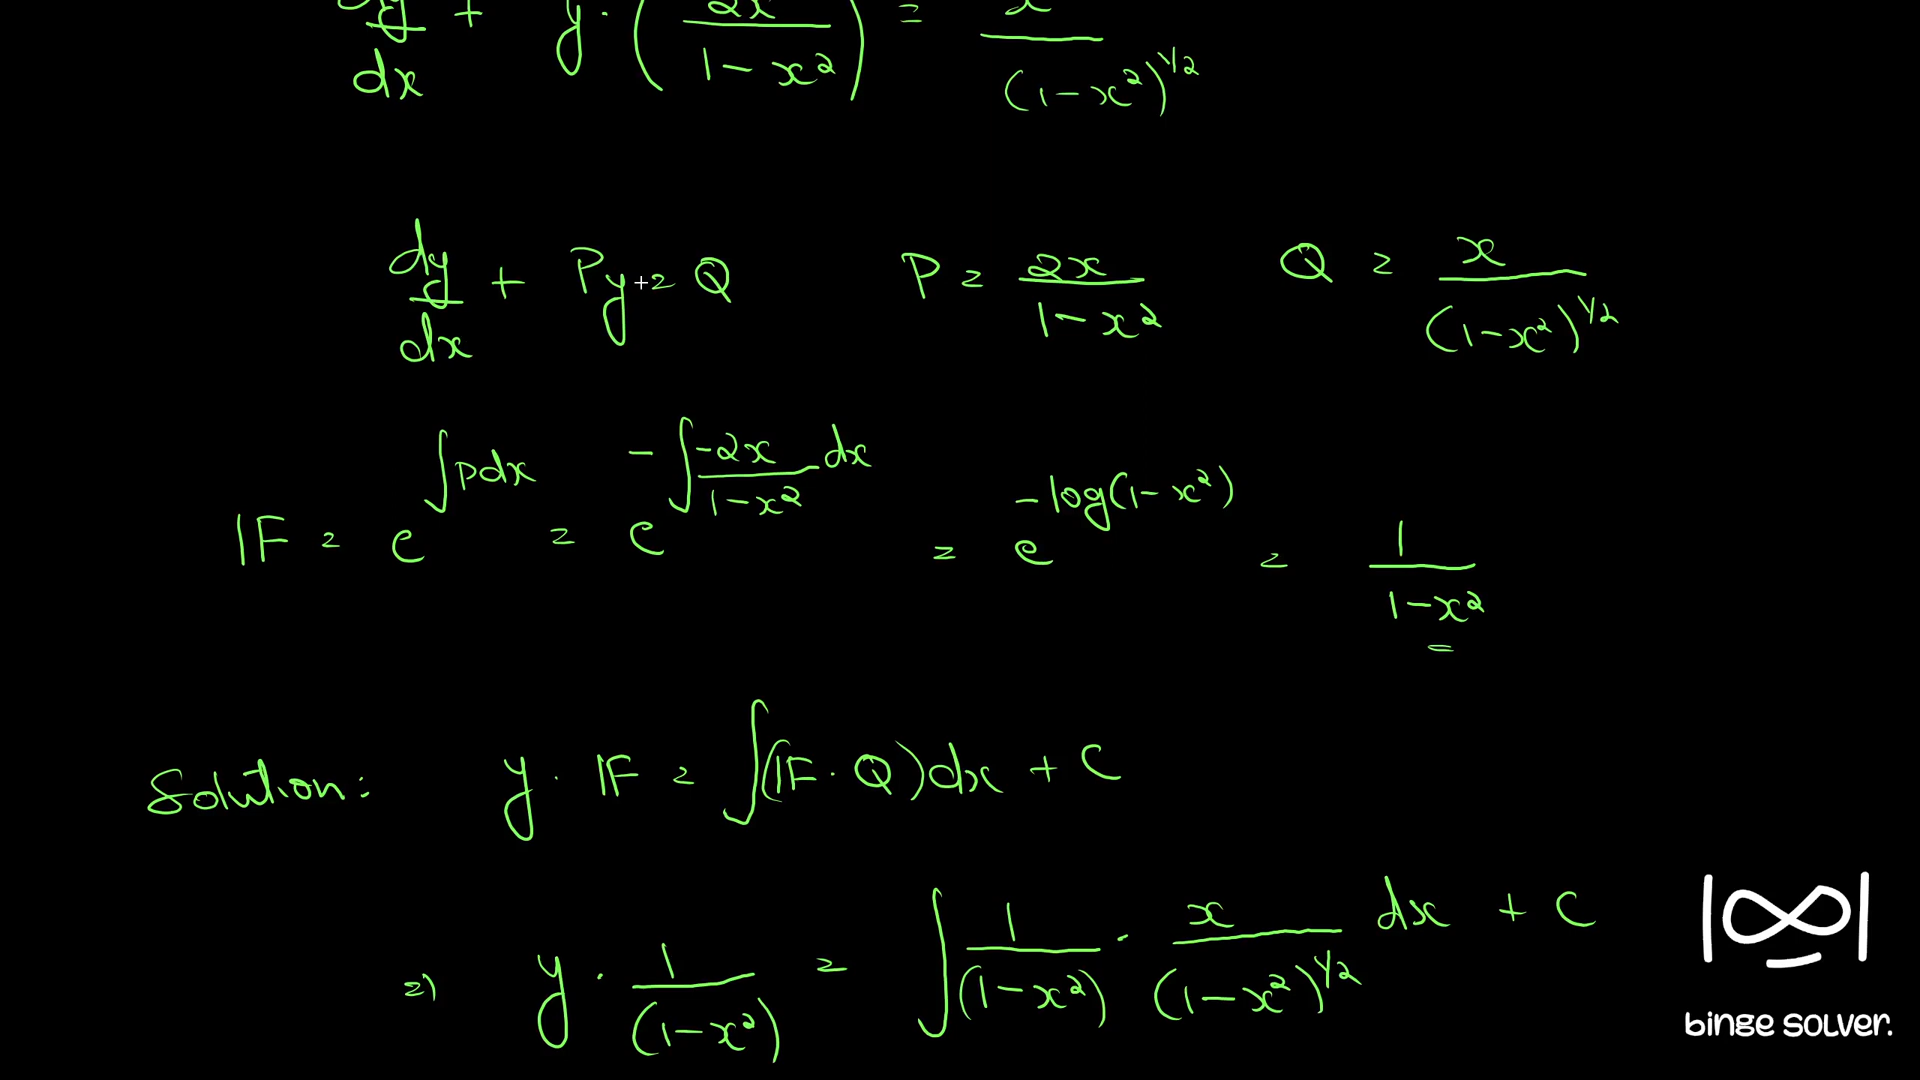 dy/dx + y · (2x/(1-x²)) = x/(1-x²)^1/2
dy/dx + Py = Q P = 2x/(1-x²) Q = x/(1-x²)^1/2
IF = e^∫Pdx = e^-∫(-2x/(1-x²))dx = e^-log(1-x²) = 1/(1-x²)
Solution: y · IF = ∫(IF · Q)dx + C
⇒ y · 1/(1-x²) = ∫ 1/(1-x²) · x/(1-x²)^1/2 dx + C
binge solver.